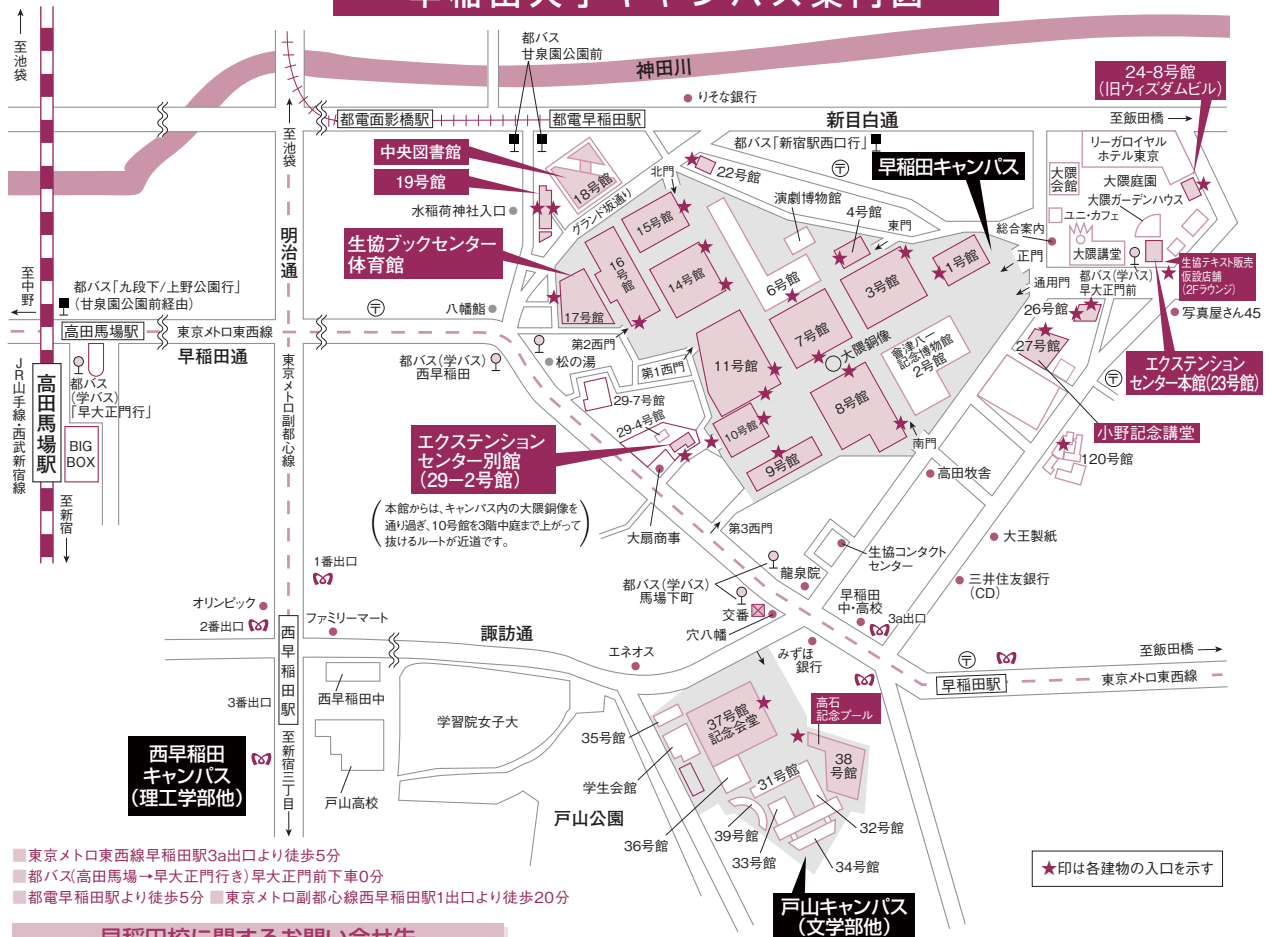 早稲田大学キャンパス案内図
至池袋
都バス
甘泉園公園前
神田川
りそな銀行
24-8号館
(旧ウィズダムビル)
都電面影橋駅
都電早稲田駅
新目白通
至飯田橋
至池袋
都バス「新宿駅西口行」
〒
早稲田キャンパス
リーガロイヤル
ホテル東京
中央図書館
19号館
18号館
北門
22号館
演劇博物館
4号館
東門
大隈
会館
大隈庭園
大隈ガーデンハウス
ユニ・カフェ
水稲荷神社入口
グランド坂通り
15号館
総合案内
大隈講堂
正門
生協ブックセンター
体育館
16号館
14号館
6号館
3号館
1号館
通用門
都バス(学バス)
早大正門前
生協テキスト販売
仮設店舗
(2Fラウンジ)
明治通
至中野
都バス「九段下/上野公園行」
(甘泉園公園前経由)
〒
八幡鮨
17号館
26号館
写真屋さん45
高田馬場駅
東京メトロ東西線
早稲田通
第2西門
7号館
大隈銅像
會津八一
記念博物館
2号館
27号館
都バス(学バス)
西早稲田
松の湯
第1西門
11号館
エクステンション
センター本館(23号館)
〒
JR山手線・西武新宿線
高田馬場駅
都バス
(学バス)
「早大正門行」
東京メトロ副都心線
29-7号館
8号館
BIG
BOX
29-4号館
10号館
南門
小野記念講堂
エクステンション
センター別館
(29−2号館)
9号館
高田牧舎
120号館
本館からは、キャンパス内の大隈銅像を
通り過ぎ、10号館を3階中庭まで上がって
抜けるルートが近道です。
至新宿
大扇商事
第3西門
大王製紙
生協コンタクト
センター
1番出口
都バス(学バス)
馬場下町
龍泉院
三井住友銀行
(CD)
オリンピック
交番
早稲田
中・高校
3a出口
2番出口
ファミリーマート
諏訪通
穴八幡
西早稲田駅
エネオス
みずほ
銀行
〒
至飯田橋
早稲田駅
東京メトロ東西線
西早稲田中
3番出口
学習院女子大
37号館
記念会堂
高石
記念プール
35号館
西早稲田
キャンパス
(理工学部他)
至新宿三丁目
戸山高校
学生会館
31号館
38
号館
戸山公園
36号館
39号館
33号館
32号館
34号館
東京メトロ東西線早稲田駅3a出口より徒歩5分
都バス(高田馬場→早大正門行き)早大正門前下車0分
都電早稲田駅より徒歩5分 東京メトロ副都心線西早稲田駅1出口より徒歩20分
★印は各建物の入口を示す
戸山キャンパス
(文学部他)
早稲田校に関するお問い合せ先